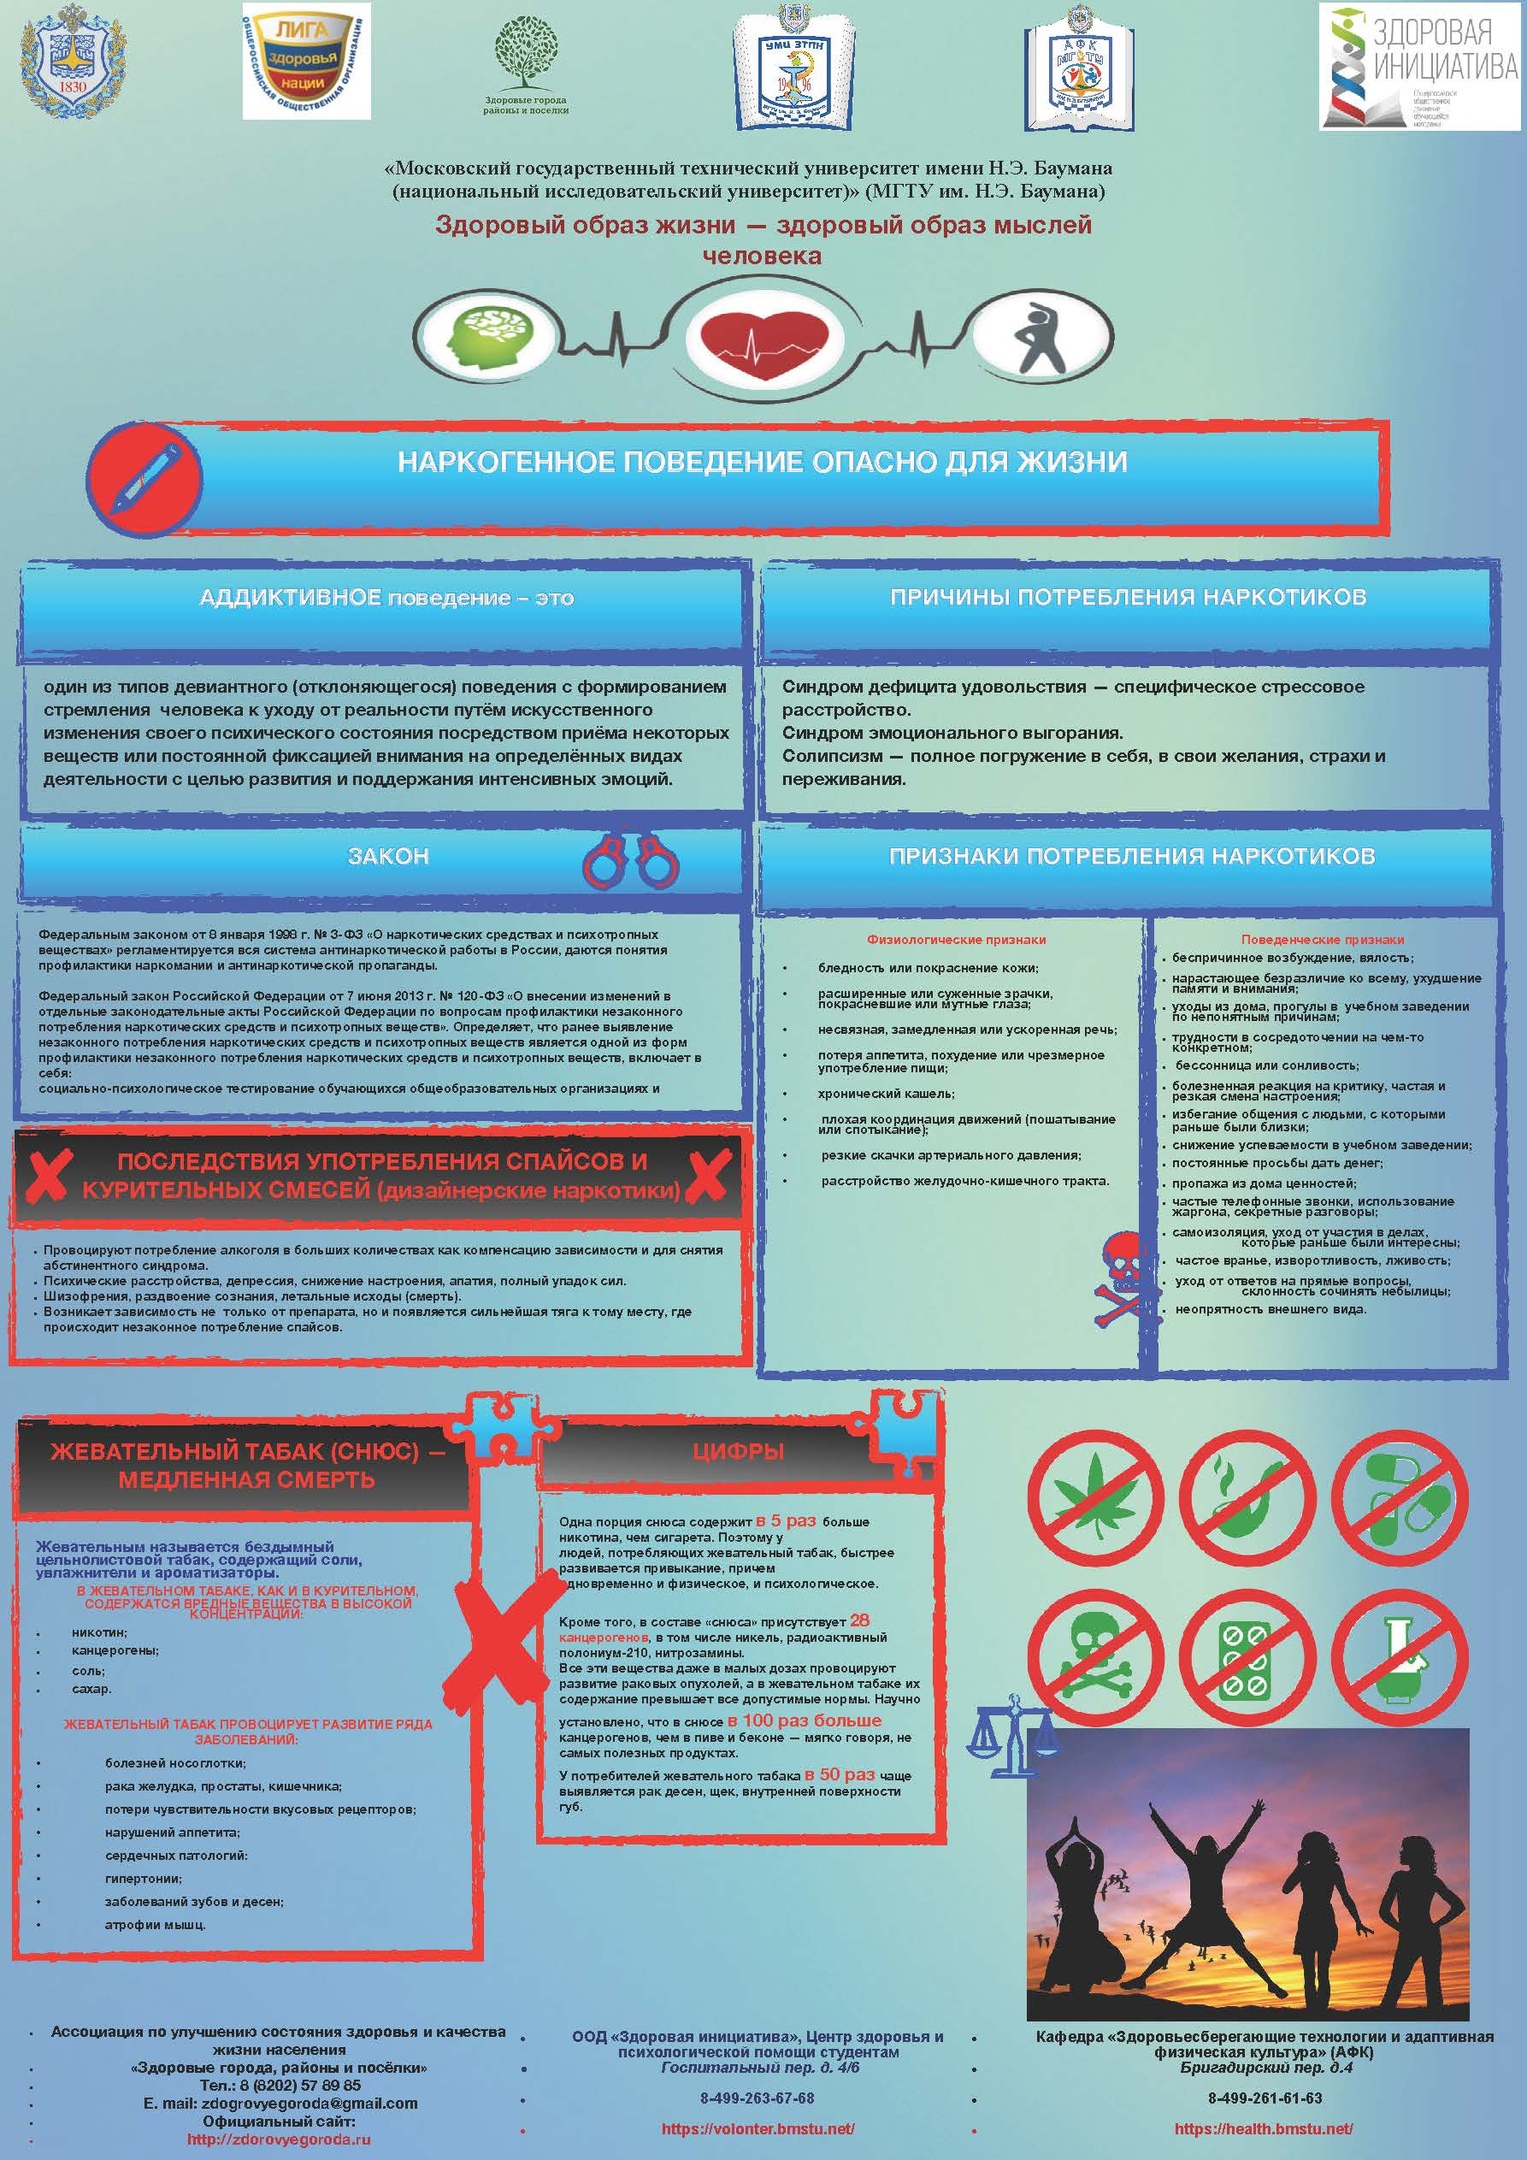 1830
ЛИГА
здоровья
нации
ОБЩЕРОССИЙСКАЯ ОБЩЕСТВЕННАЯ ОРГАНИЗАЦИЯ
Здоровые города
районы и поселки
УМЦ ЗТПН
19 96
АФК
МГТУ
ЗДОРОВАЯ
ИНИЦИАТИВА
«Московский государственный технический университет имени Н.Э. Баумана
(национальный исследовательский университет)» (МГТУ им. Н.Э. Баумана)
Здоровый образ жизни — здоровый образ мыслей
человека
НАРКОГЕННОЕ ПОВЕДЕНИЕ ОПАСНО ДЛЯ ЖИЗНИ
АДДИКТИВНОЕ поведение – это
один из типов девиантного (отклоняющегося) поведения с формированием
стремления человека к уходу от реальности путём искусственного
изменения своего психического состояния посредством приёма некоторых
веществ или постоянной фиксацией внимания на определённых видах
деятельности с целью развития и поддержания интенсивных эмоций.
ПРИЧИНЫ ПОТРЕБЛЕНИЯ НАРКОТИКОВ
Синдром дефицита удовольствия — специфическое стрессовое
расстройство.
Синдром эмоционального выгорания.
Солипсизм — полное погружение в себя, в свои желания, страхи и
переживания.
ЗАКОН
Федеральным законом от 8 января 1998 г. № 3-ФЗ «О наркотических средствах и психотропных
веществах» регламентируется вся система антинаркотической работы в России, даются понятия
профилактики наркомании и антинаркотической пропаганды.
Федеральный закон Российской Федерации от 7 июня 2013 г. № 120-ФЗ «О внесении изменений в
отдельные законодательные акты Российской Федерации по вопросам профилактики незаконного
потребления наркотических средств и психотропных веществ». Определяет, что ранее выявление
незаконного потребления наркотических средств и психотропных веществ является одной из форм
профилактики незаконного потребления наркотических средств и психотропных веществ, включает в
себя:
социально-психологическое тестирование обучающихся общеобразовательных организациях и
ПРИЗНАКИ ПОТРЕБЛЕНИЯ НАРКОТИКОВ
Физиологические признаки
• бледность или покраснение кожи;
• расширенные или суженные зрачки,
покрасневшие или мутные глаза;
• несвязная, замедленная или ускоренная речь;
• потеря аппетита, похудение или чрезмерное
употребление пищи;
• хронический кашель;
• плохая координация движений (пошатывание
или спотыкание);
• резкие скачки артериального давления;
• расстройство желудочно-кишечного тракта.
Поведенческие признаки
• беспричинное возбуждение, вялость;
• нарастающее безразличие ко всему, ухудшение
памяти и внимания;
• уходы из дома, прогулы в учебном заведении
по непонятным причинам;
• трудности в сосредоточении на чем-то
конкретном;
• бессонница или сонливость;
• болезненная реакция на критику, частая и
резкая смена настроения;
• избегание общения с людьми, с которыми
раньше были близки;
• снижение успеваемости в учебном заведении;
• постоянные просьбы дать денег;
• пропажа из дома ценностей;
• частые телефонные звонки, использование
жаргона, секретные разговоры;
• самоизоляция, уход от участия в делах,
которые раньше были интересны;
• частое вранье, изворотливость, лживость;
• уход от ответов на прямые вопросы,
склонность сочинять небылицы;
• неопрятность внешнего вида.
ПОСЛЕДСТВИЯ УПОТРЕБЛЕНИЯ СПАЙСОВ И
КУРИТЕЛЬНЫХ СМЕСЕЙ (дизайнерские наркотики)
• Провоцируют потребление алкоголя в больших количествах как компенсацию зависимости и для снятия
абстинентного синдрома.
• Психические расстройства, депрессия, снижение настроения, апатия, полный упадок сил.
• Шизофрения, раздвоение сознания, летальные исходы (смерть).
• Возникает зависимость не только от препарата, но и появляется сильнейшая тяга к тому месту, где
происходит незаконное потребление спайсов.
ЖЕВАТЕЛЬНЫЙ ТАБАК (СНЮС) —
МЕДЛЕННАЯ СМЕРТЬ
Жевательным называется бездымный
цельнолистовой табак, содержащий соли,
увлажнители и ароматизаторы.
В ЖЕВАТЕЛЬНОМ ТАБАКЕ, КАК И В КУРИТЕЛЬНОМ,
СОДЕРЖАТСЯ ВРЕДНЫЕ ВЕЩЕСТВА В ВЫСОКОЙ
КОНЦЕНТРАЦИИ:
• никотин;
• канцерогены;
• соль;
• сахар.
ЖЕВАТЕЛЬНЫЙ ТАБАК ПРОВОЦИРУЕТ РАЗВИТИЕ РЯДА
ЗАБОЛЕВАНИЙ:
• болезней носоглотки;
• рака желудка, простаты, кишечника;
• потери чувствительности вкусовых рецепторов;
• нарушений аппетита;
• сердечных патологий:
• гипертонии;
• заболеваний зубов и десен;
• атрофии мышц.
ЦИФРЫ
Одна порция снюса содержит в 5 раз больше
никотина, чем сигарета. Поэтому у
людей, потребляющих жевательный табак, быстрее
развивается привыкание, причем
одновременно и физическое, и психологическое.
Кроме того, в составе «снюса» присутствует 28
канцерогенов, в том числе никель, радиоактивный
полониум-210, нитрозамины.
Все эти вещества даже в малых дозах провоцируют
развитие раковых опухолей, а в жевательном табаке их
содержание превышает все допустимые нормы. Научно
установлено, что в снюсе в 100 раз больше
канцерогенов, чем в пиве и беконе — мягко говоря, не
самых полезных продуктах.
У потребителей жевательного табака в 50 раз чаще
выявляется рак десен, щек, внутренней поверхности
губ.
• Ассоциация по улучшению состояния здоровья и качества
жизни населения
• «Здоровые города, районы и посёлки»
• Тел.: 8 (8202) 57 89 85
• E. mail: zdogrovyegoroda@gmail.com
• Официальный сайт:
• http://zdorovyegoroda.ru
• ООД «Здоровая инициатива», Центр здоровья и
психологической помощи студентам
• Госпитальный пер. д. 4/6
• 8-499-263-67-68
• https://volonter.bmstu.net/
• Кафедра «Здоровьесберегающие технологии и адаптивная
физическая культура» (АФК)
• Бригадирский пер. д.4
• 8-499-261-61-63
• https://health.bmstu.net/